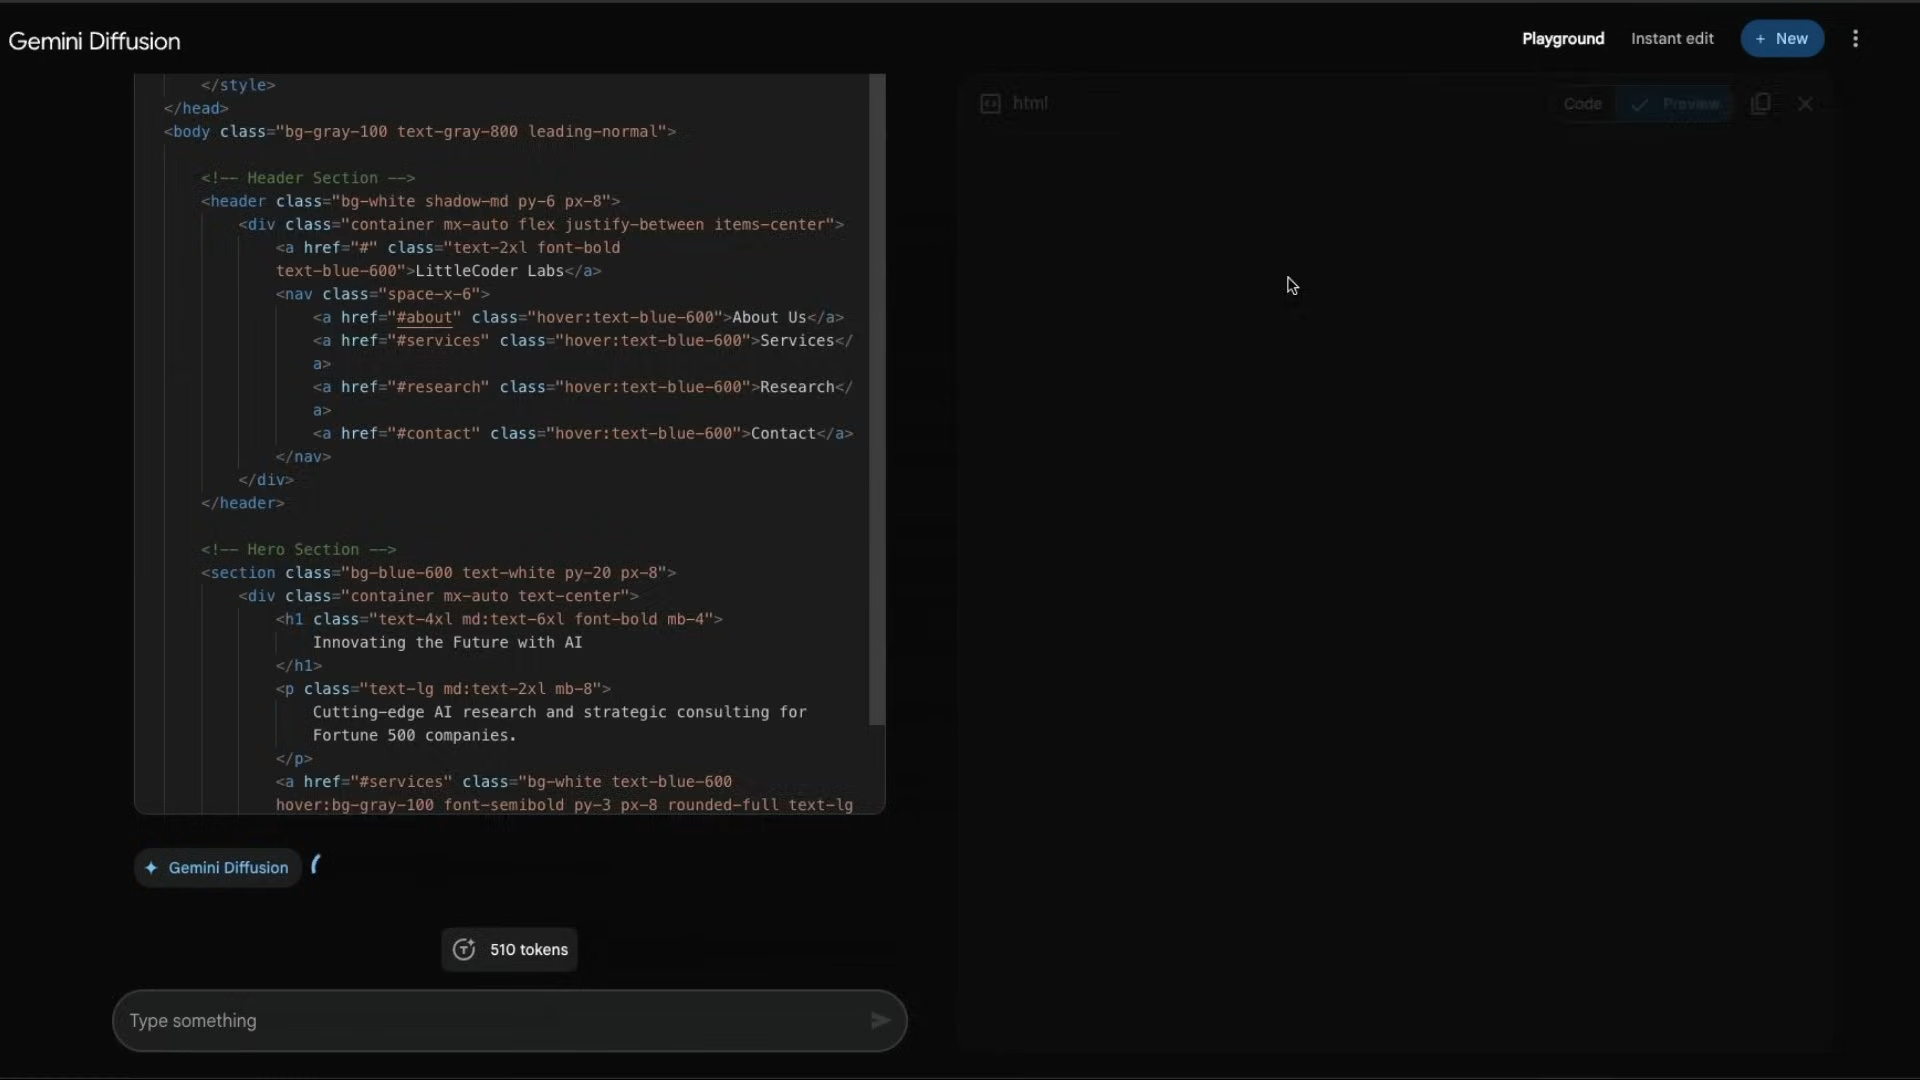 Gemini Diffusion
Playground
Instant edit
+ New
</style>
</head>
<body class="bg-gray-100 text-gray-800 leading-normal">
<!-- Header Section -->
<header class="bg-white shadow-md py-6 px-8">
<div class="container mx-auto flex justify-between items-center">
<a href="#" class="text-2xl font-bold
text-blue-600">LittleCoder Labs</a>
<nav class="space-x-6">
<a href="#about" class="hover:text-blue-600">About Us</a>
<a href="#services" class="hover:text-blue-600">Services</
a>
<a href="#research" class="hover:text-blue-600">Research</
a>
<a href="#contact" class="hover:text-blue-600">Contact</a>
</nav>
</div>
</header>
<!-- Hero Section -->
<section class="bg-blue-600 text-white py-20 px-8">
<div class="container mx-auto text-center">
<h1 class="text-4xl md:text-6xl font-bold mb-4">
Innovating the Future with AI
</h1>
<p class="text-lg md:text-2xl mb-8">
Cutting-edge AI research and strategic consulting for
Fortune 500 companies.
</p>
<a href="#services" class="bg-white text-blue-600
hover:bg-gray-100 font-semibold py-3 px-8 rounded-full text-lg
Gemini Diffusion
510 tokens
Type something
html
Code
Preview